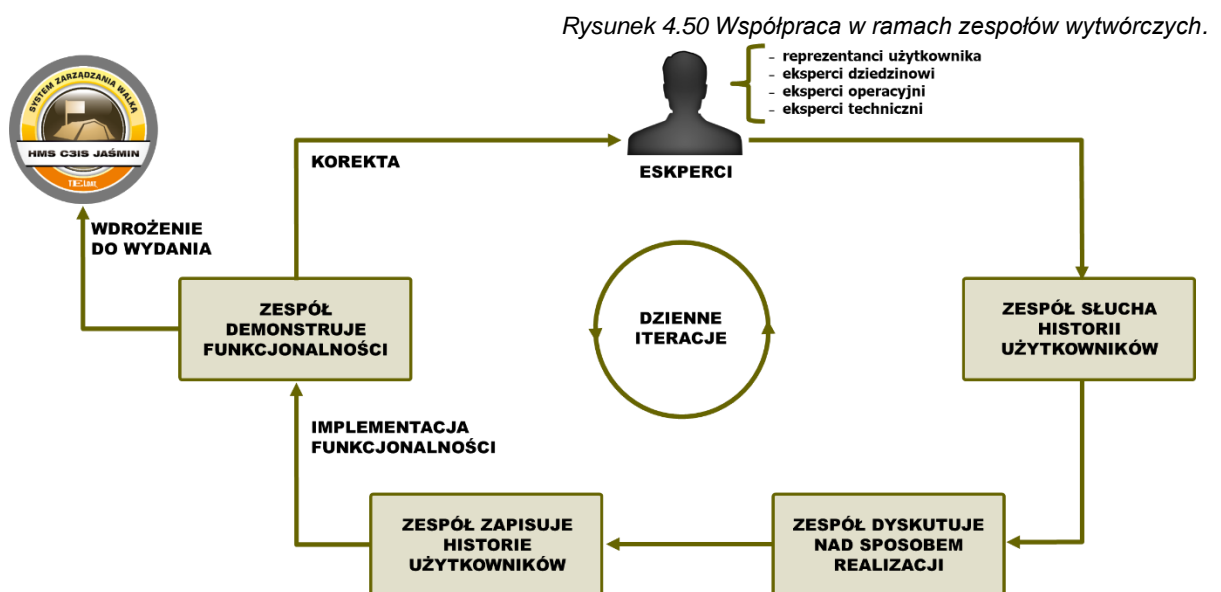 Rysunek 4.50 Współpraca w ramach zespołów wytwórczych.
- reprezentanci użytkownika
- eksperci dziedzinowi
- eksperci operacyjni
- eksperci techniczni
SYSTEM ZARZĄDZANIA WALKĄ
HMS C3IS JAŚMIN
TELDAT
KOREKTA
ESKPERCI
WDROŻENIE
DO WYDANIA
ZESPÓŁ
DEMONSTRUJE
FUNKCJONALNOŚCI
DZIENNE
ITERACJE
ZESPÓŁ SŁUCHA
HISTORII
UŻYTKOWNIKÓW
IMPLEMENTACJA
FUNKCJONALNOŚCI
ZESPÓŁ ZAPISUJE
HISTORIE
UŻYTKOWNIKÓW
ZESPÓŁ DYSKUTUJE
NAD SPOSOBEM
REALIZACJI